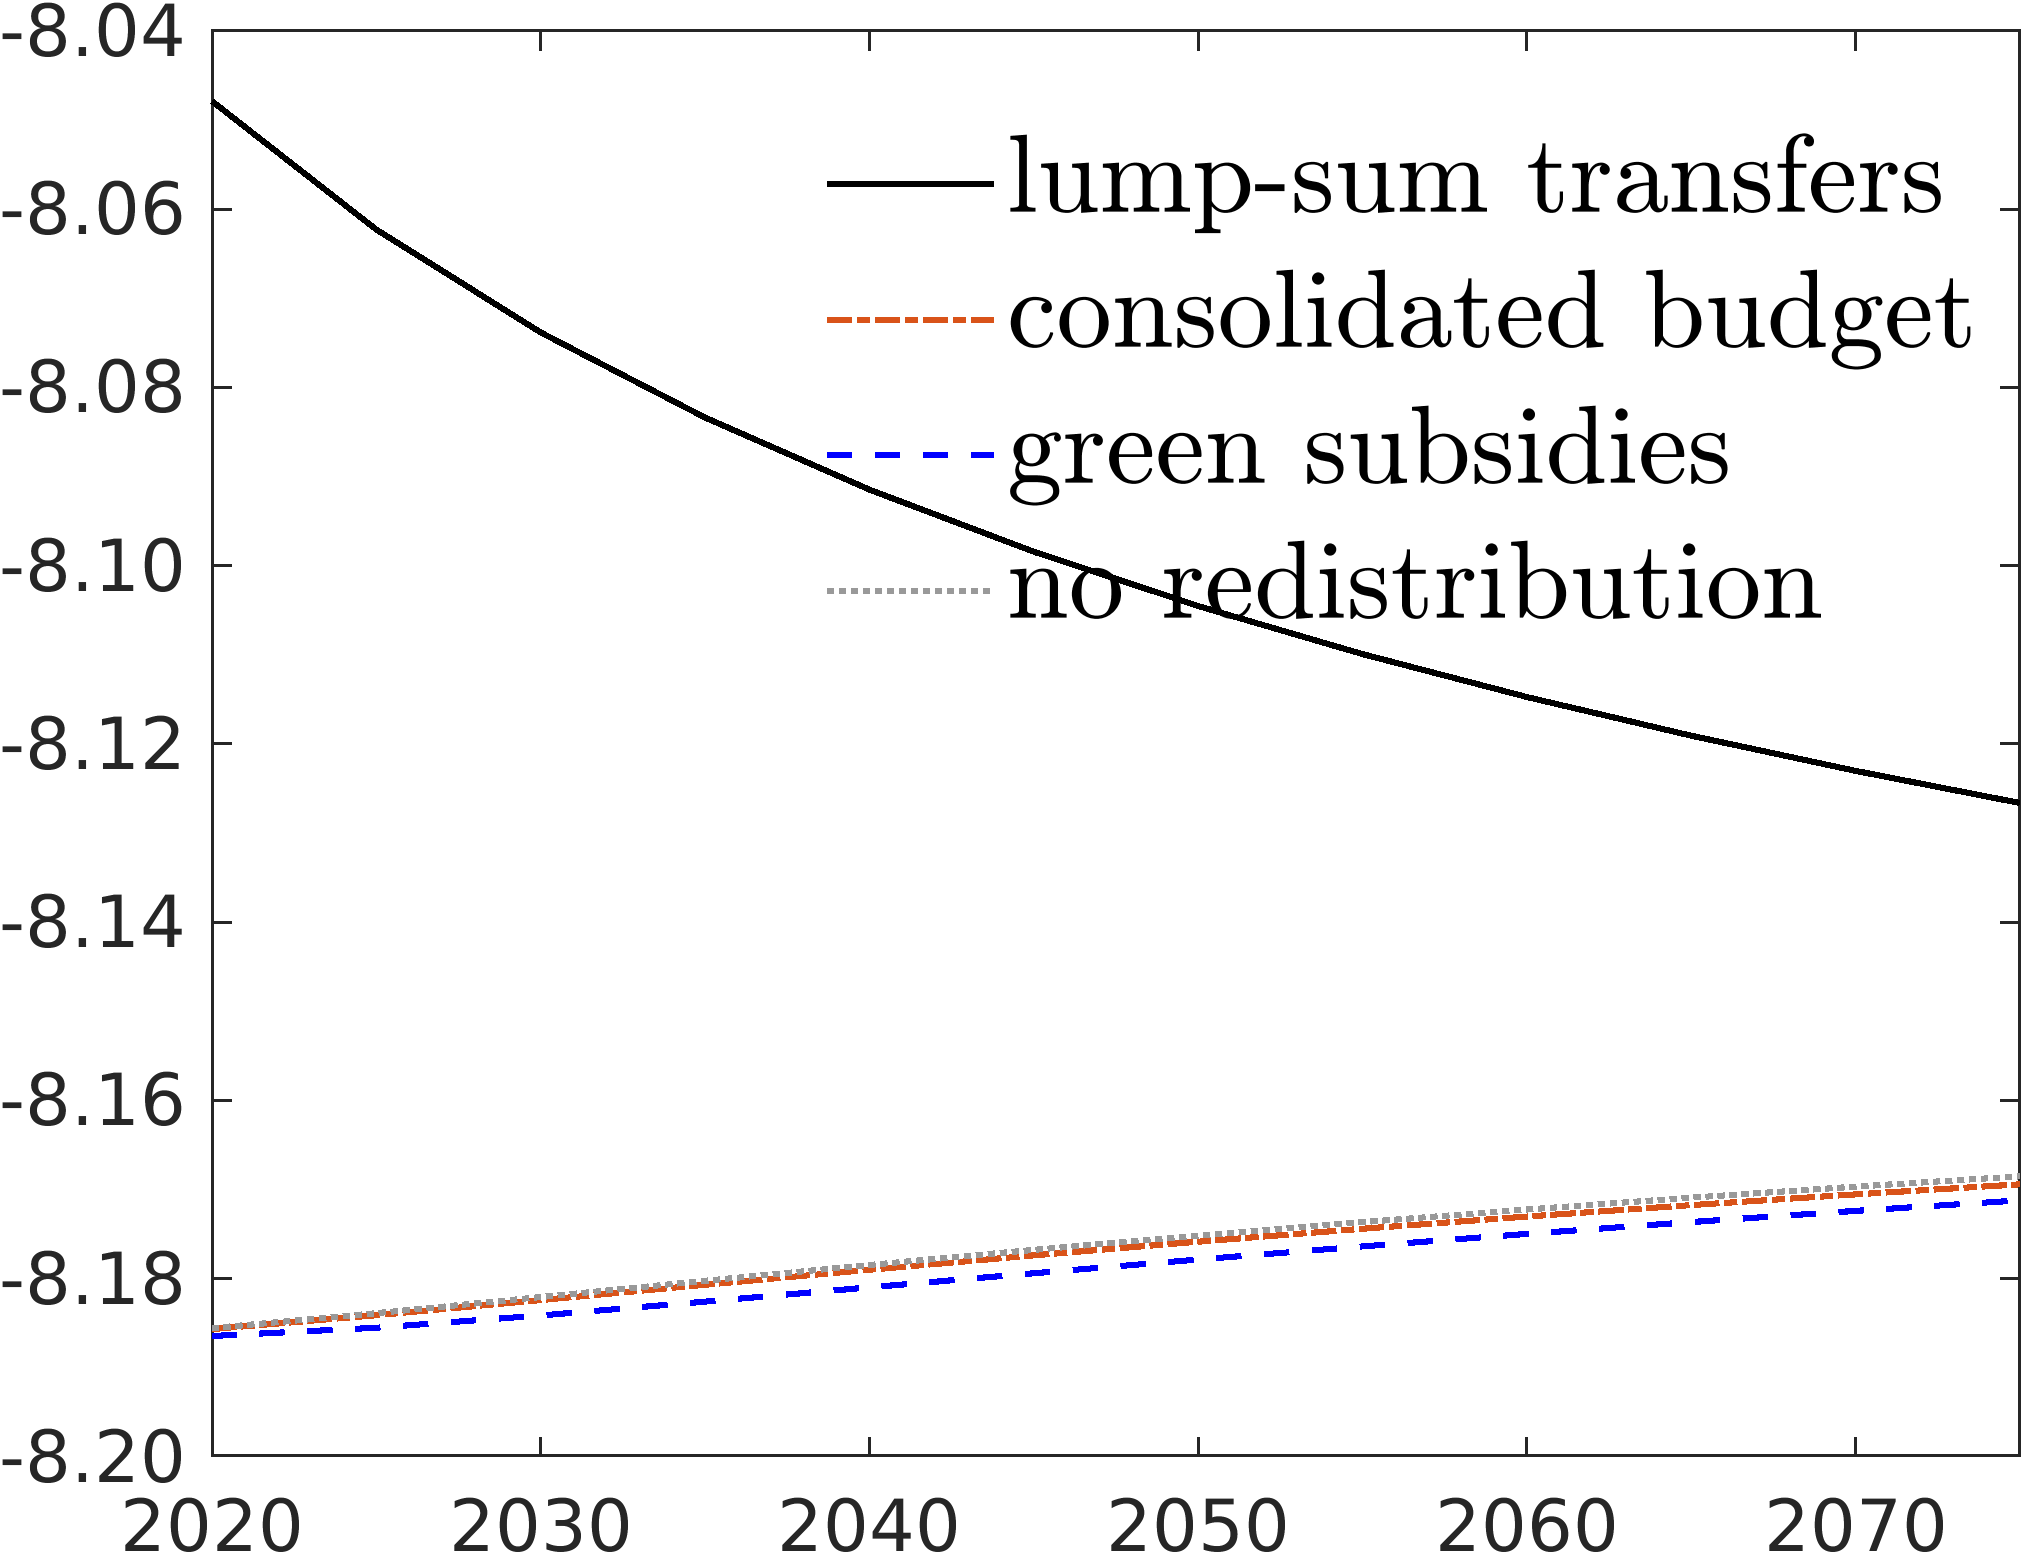 -8.04
-8.06
-8.08
-8.10
-8.12
-8.14
-8.16
-8.18
-8.20
lump-sum transfers
consolidated budget
green subsidies
no redistribution
2020 2030 2040 2050 2060 2070